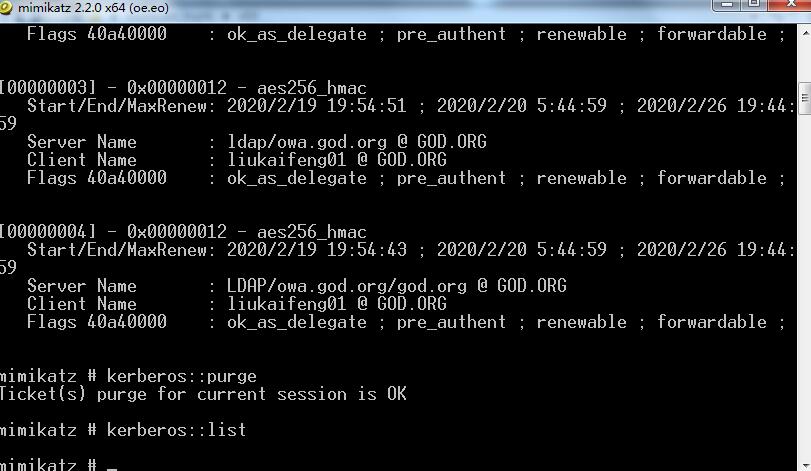 mimikatz 2.2.0 x64 (oe.eo)
Flags 40a40000    : ok_as_delegate ; pre_authent ; renewable ; forwardable ;
[00000003] - 0x00000012 - aes256_hmac
Start/End/MaxRenew: 2020/2/19 19:54:51 ; 2020/2/20 5:44:59 ; 2020/2/26 19:44:
59
Server Name       : ldap/owa.god.org @ GOD.ORG
Client Name       : liukaifeng01 @ GOD.ORG
Flags 40a40000    : ok_as_delegate ; pre_authent ; renewable ; forwardable ;
[00000004] - 0x00000012 - aes256_hmac
Start/End/MaxRenew: 2020/2/19 19:54:43 ; 2020/2/20 5:44:59 ; 2020/2/26 19:44:
59
Server Name       : LDAP/owa.god.org/god.org @ GOD.ORG
Client Name       : liukaifeng01 @ GOD.ORG
Flags 40a40000    : ok_as_delegate ; pre_authent ; renewable ; forwardable ;
mimikatz # kerberos::purge
Ticket(s) purge for current session is OK
mimikatz # kerberos::list
mimikatz # _